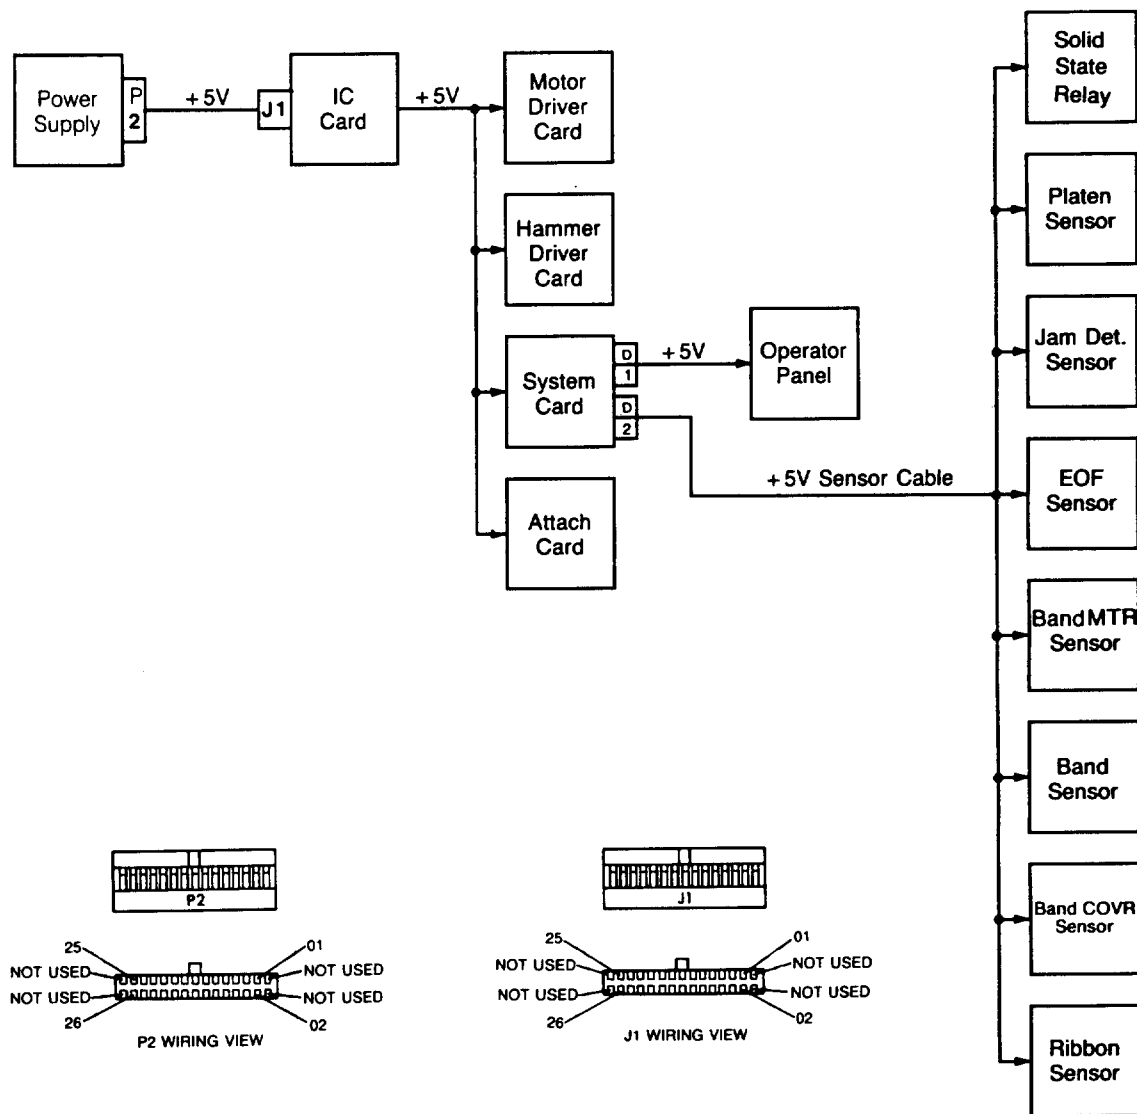 Power
Supply
P
2
+5V
J1
IC
Card
+5V
Motor
Driver
Card
Hammer
Driver
Card
System
Card
D
1
D
2
+5V
Operator
Panel
Attach
Card
+5V Sensor Cable
Solid
State
Relay
Platen
Sensor
Jam Det.
Sensor
EOF
Sensor
Band MTR
Sensor
Band
Sensor
Band COVR
Sensor
Ribbon
Sensor
P2
25
01
NOT USED
NOT USED
NOT USED
NOT USED
26
02
P2 WIRING VIEW
J1
25
01
NOT USED
NOT USED
NOT USED
NOT USED
26
02
J1 WIRING VIEW